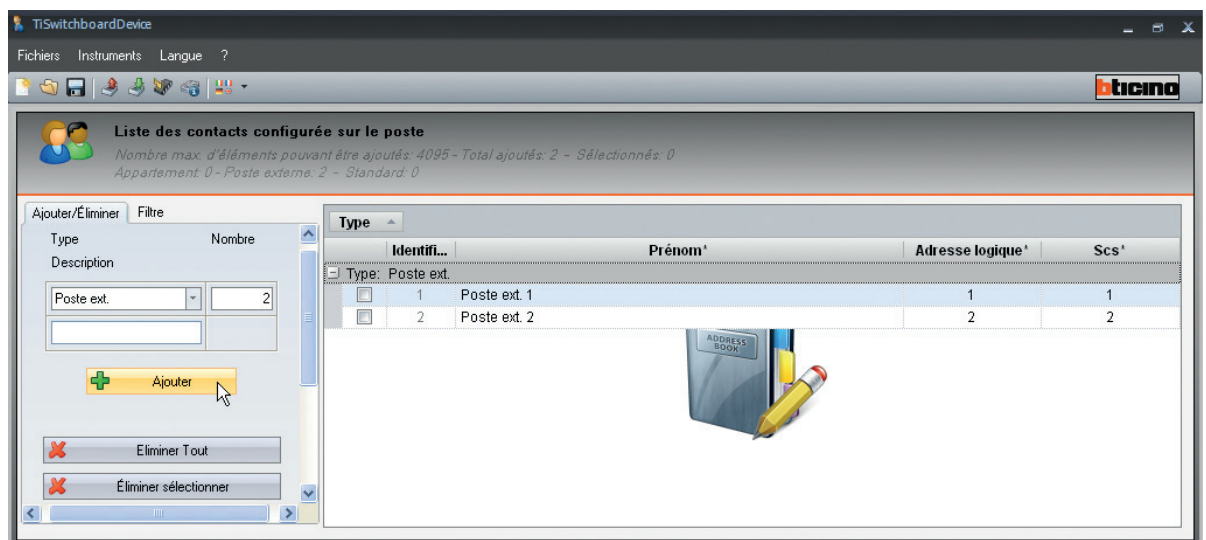 TiSwitchboardDevice
Fichiers Instruments Langue ?
bticino
Liste des contacts configurée sur le poste
Nombre max. d'éléments pouvant être ajoutés: 4095 - Total ajoutés: 2 - Sélectionnés: 0
Appartement: 0 - Poste externe: 2 - Standard: 0
Ajouter/Éliminer Filtre
Type Nombre
Description
Poste ext. 2
Ajouter
Eliminer Tout
Éliminer sélectionner
Type
Identifi... Prénom* Adresse logique* Scs*
Type: Poste ext.
1 Poste ext. 1 1 1
2 Poste ext. 2 2 2
ADDRESS
BOOK